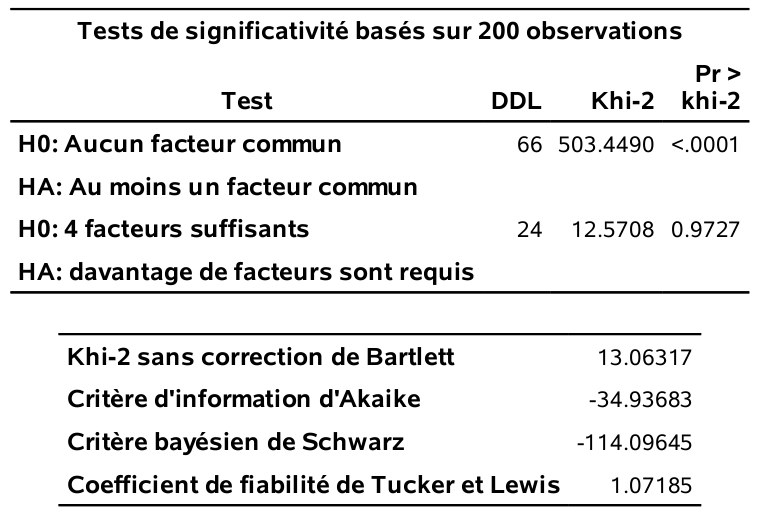 Tests de significativité basés sur 200 observations
Test DDL Khi-2 Pr > khi-2
H0: Aucun facteur commun 66 503.4490 <.0001
HA: Au moins un facteur commun
H0: 4 facteurs suffisants 24 12.5708 0.9727
HA: davantage de facteurs sont requis
Khi-2 sans correction de Bartlett 13.06317
Critère d'information d'Akaike -34.93683
Critère bayésien de Schwarz -114.09645
Coefficient de fiabilité de Tucker et Lewis 1.07185